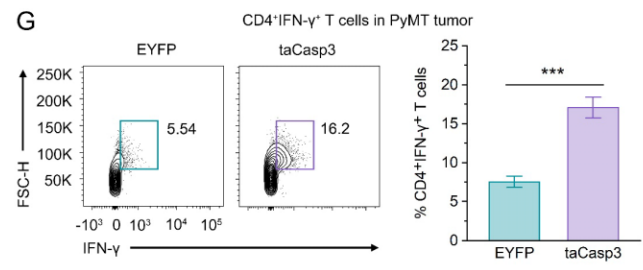 G
CD4⁺IFN-γ⁺ T cells in PyMT tumor
EYFP
taCasp3
250K
200K
150K
100K
50K
FSC-H
5.54
16.2
-10³ 0 10³ 10⁴ 10⁵
IFN-γ
25
20
15
10
5
0
% CD4⁺IFN-γ⁺ T cells
***
EYFP
taCasp3